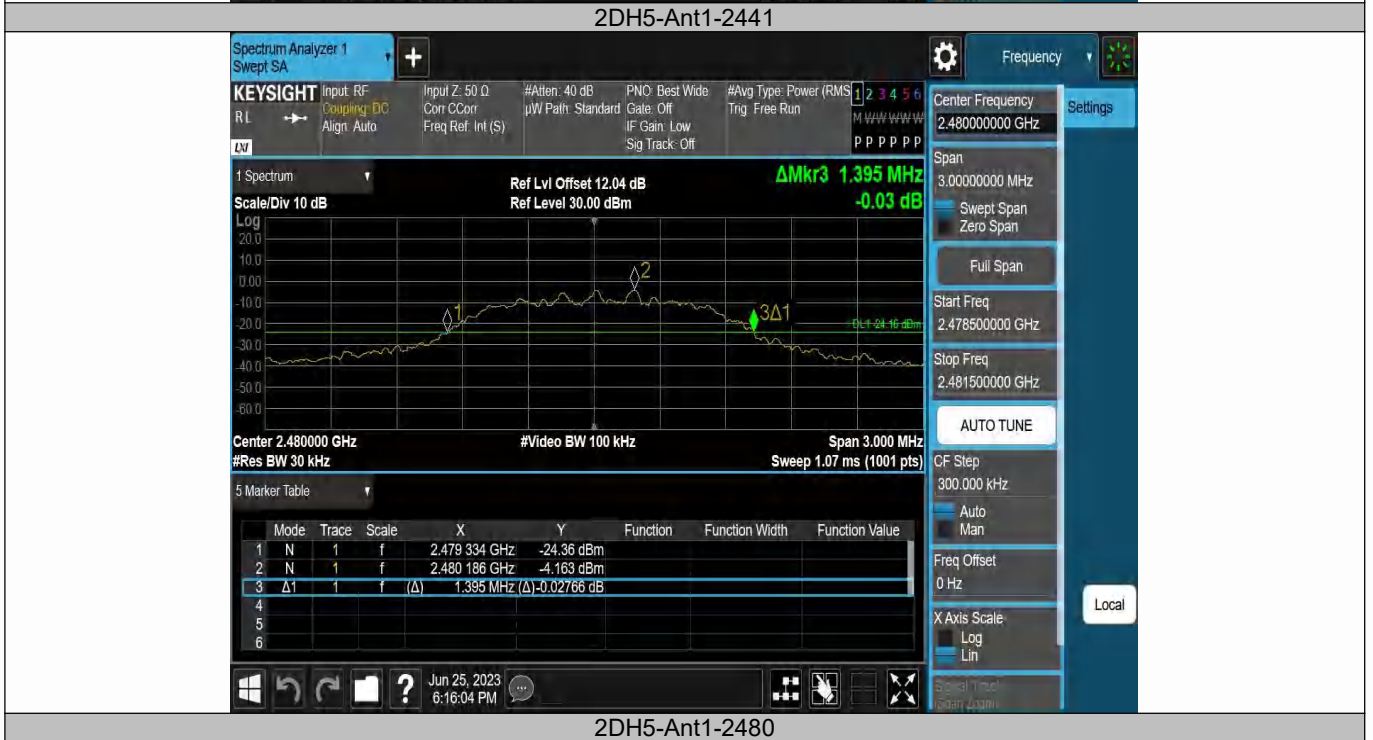 2DH5-Ant1-2441
Spectrum Analyzer 1
Swept SA
+
Frequency
KEYSIGHT Input: RF Input Z: 50 Ω #Atten: 40 dB PNO: Best Wide #Avg Type: Power (RMS 1 2 3 4 5 6
RL Coupling: DC Corr CCorr µW Path: Standard Gate: Off Trig: Free Run M W W W W W
Align: Auto Freq Ref: Int (S) IF Gain: Low
LXI Sig Track: Off P P P P P P
Center Frequency
2.480000000 GHz
Settings
Span
3.00000000 MHz
Swept Span
Zero Span
Full Span
Start Freq
2.478500000 GHz
Stop Freq
2.481500000 GHz
AUTO TUNE
CF Step
300.000 kHz
Auto
Man
Freq Offset
0 Hz
X Axis Scale
Log
Lin
Local
1 Spectrum
Ref Lvl Offset 12.04 dB
ΔMkr3 1.395 MHz
Scale/Div 10 dB
Ref Level 30.00 dBm
-0.03 dB
Log
20.0
10.0
0.00
-10.0
-20.0
-30.0
-40.0
-50.0
-60.0
1
2
3Δ1
DL1 -24.16 dBm
Center 2.480000 GHz #Video BW 100 kHz Span 3.000 MHz
#Res BW 30 kHz Sweep 1.07 ms (1001 pts)
5 Marker Table
Mode Trace Scale X Y Function Function Width Function Value
1 N 1 f 2.479 334 GHz -24.36 dBm
2 N 1 f 2.480 186 GHz -4.163 dBm
3 Δ1 1 f (Δ) 1.395 MHz (Δ) -0.02766 dB
4
5
6
?
Jun 25, 2023
6:16:04 PM
2DH5-Ant1-2480